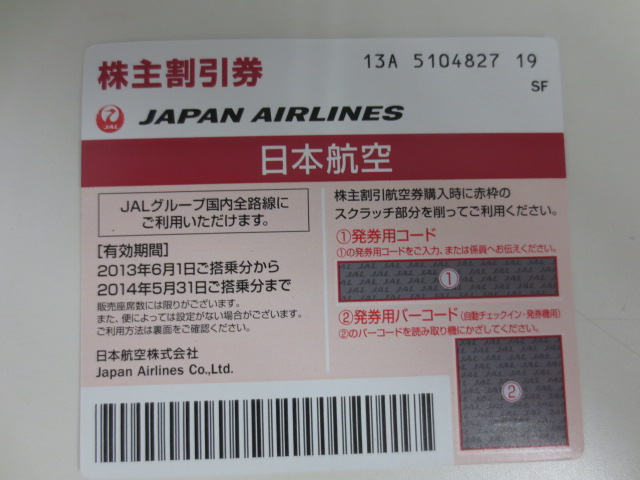 株主割引券
13A 5104827 19
SF
JAL
JAPAN AIRLINES
日本航空
JALグループ国内全路線に
ご利用いただけます。
[有効期間]
2013年6月1日ご搭乗分から
2014年5月31日ご搭乗分まで
販売座席数には限りがございます。
また、便によっては設定がない場合がございます。
ご利用方法は裏面をご確認ください。
日本航空株式会社
Japan Airlines Co.,Ltd.
株主割引航空券購入時に赤枠の
スクラッチ部分を削ってご利用ください。
①発券用コード
①の発券用コードをご入力、または係員へお伝えください。
①
②発券用バーコード(自動チェックイン・発券機用)
②のバーコードを読み取り機にかざしてください。
②